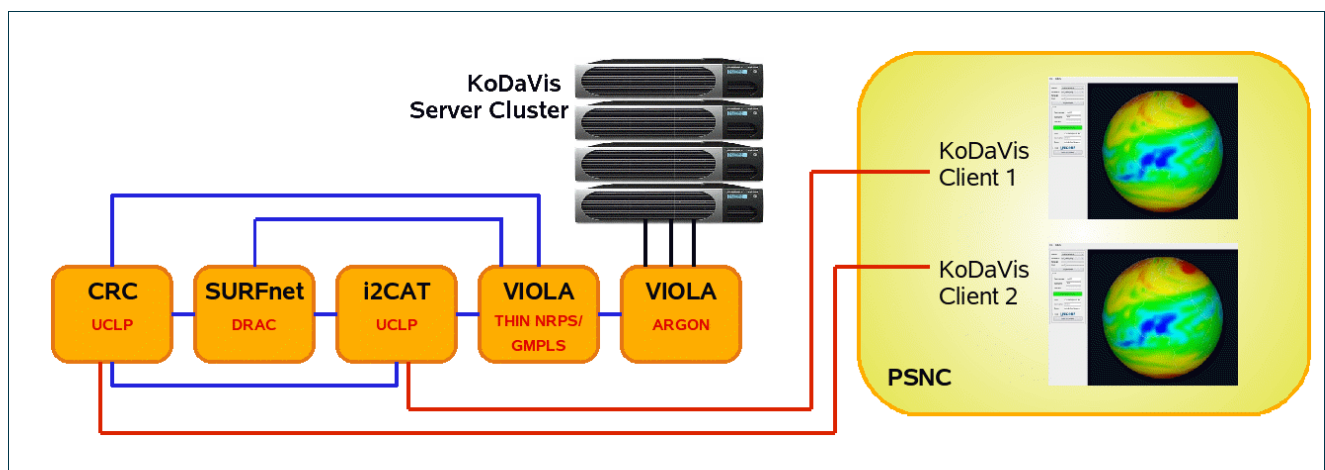 KoDaVis
Server Cluster
KoDaVis
Client 1
KoDaVis
Client 2
CRC
UCLP
SURFnet
DRAC
i2CAT
UCLP
VIOLA
THIN NRPS/
GMPLS
VIOLA
ARGON
PSNC